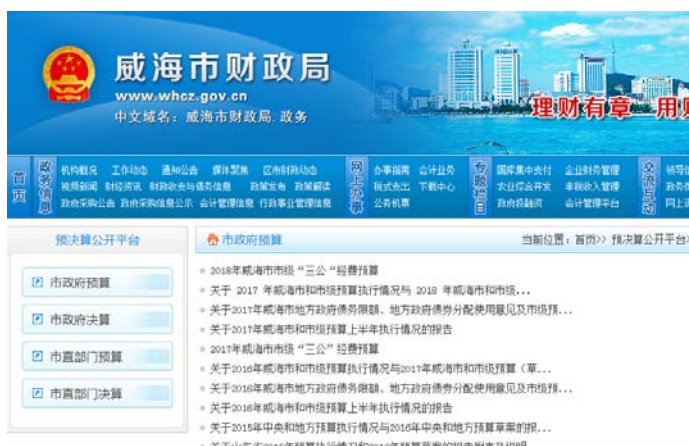 威海市财政局
www.whcz.gov.cn
中文域名：威海市财政局.政务
理财有章 用
首页
政务信息
机构概况 工作动态 通知公告 媒体聚焦 区市财政动态
视频新闻 财经资讯 财政收支与债务信息 政策发布 政策解读
政府采购公告 政府采购信息公示 会计管理信息 行政事业管理信息
网上办事
办事指南 会计业务
税式支出 下载中心
公务机票
专题栏目
国库集中支付 企业财务管理
农业综合开发 非税收入管理
政府投融资 会计管理平台
交流互动
预决算公开平台
市政府预算
市政府决算
市直部门预算
市直部门决算
市政府预算
当前位置：首页>> 预决算公开平台>
2018年威海市市级“三公”经费预算
关于 2017 年威海市和市级预算执行情况与 2018 年威海市和市级...
关于2017年威海市地方政府债务限额、地方政府债券分配使用意见及市级预...
关于2017年威海市和市级预算上半年执行情况的报告
2017年威海市市级“三公”经费预算
关于2016年威海市和市级预算执行情况与2017年威海市和市级预算（草...
关于2016年威海市地方政府债务限额、地方政府债券分配使用意见及市级预...
关于2016年威海市和市级预算上半年执行情况的报告
关于2015年中央和地方预算执行情况与2016年中央和地方预算草案的报...